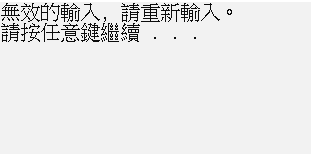 無效的輸入, 請重新輸入。
請按任意鍵繼續 . . .